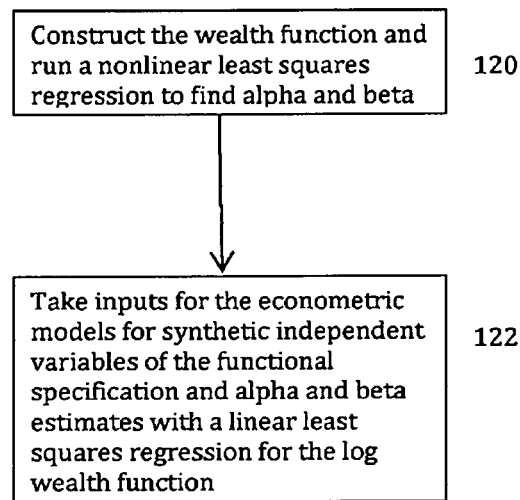 Construct the wealth function and
run a nonlinear least squares
regression to find alpha and beta
120
Take inputs for the econometric
models for synthetic independent
variables of the functional
specification and alpha and beta
estimates with a linear least
squares regression for the log
wealth function
122